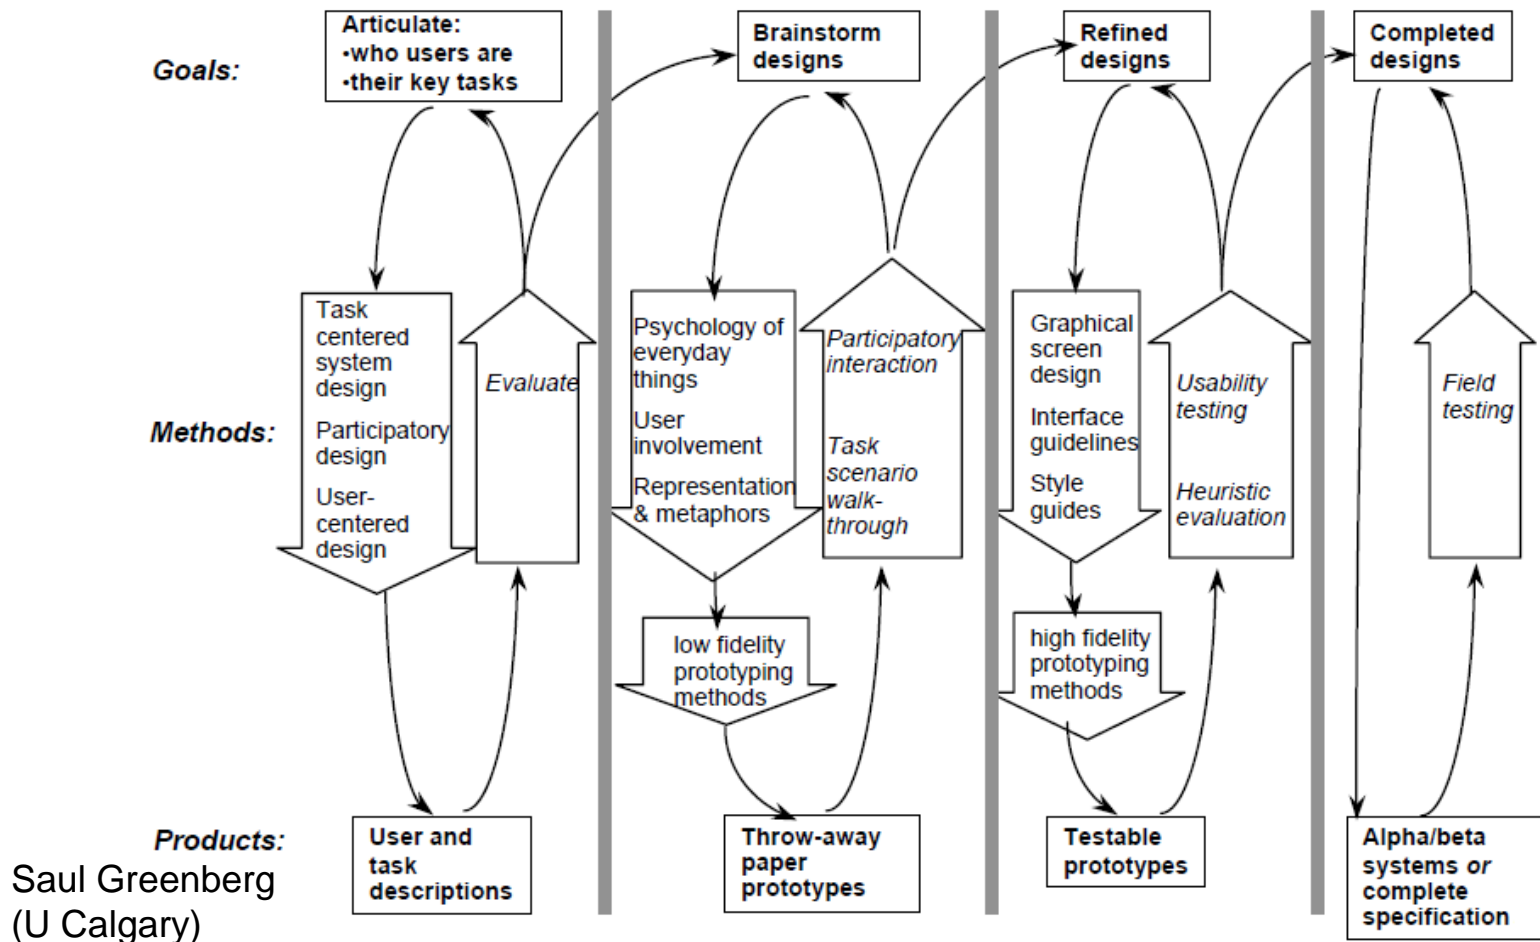 Goals:
Articulate:
•who users are
•their key tasks
Brainstorm
designs
Refined
designs
Completed
designs
Methods:
Task
centered
system
design
Participatory
design
User-
centered
design
Evaluate
Psychology of
everyday
things
User
involvement
Representation
& metaphors
Participatory
interaction
Task
scenario
walk-
through
Graphical
screen
design
Interface
guidelines
Style
guides
Usability
testing
Heuristic
evaluation
Field
testing
low fidelity
prototyping
methods
high fidelity
prototyping
methods
Products:
User and
task
descriptions
Throw-away
paper
prototypes
Testable
prototypes
Alpha/beta
systems or
complete
specification
Saul Greenberg
(U Calgary)